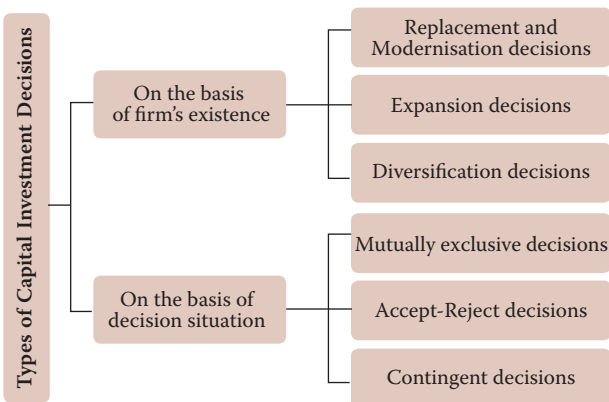 Types of Capital Investment Decisions
On the basis
of firm's existence
Replacement and
Modernisation decisions
Expansion decisions
Diversification decisions
On the basis of
decision situation
Mutually exclusive decisions
Accept-Reject decisions
Contingent decisions